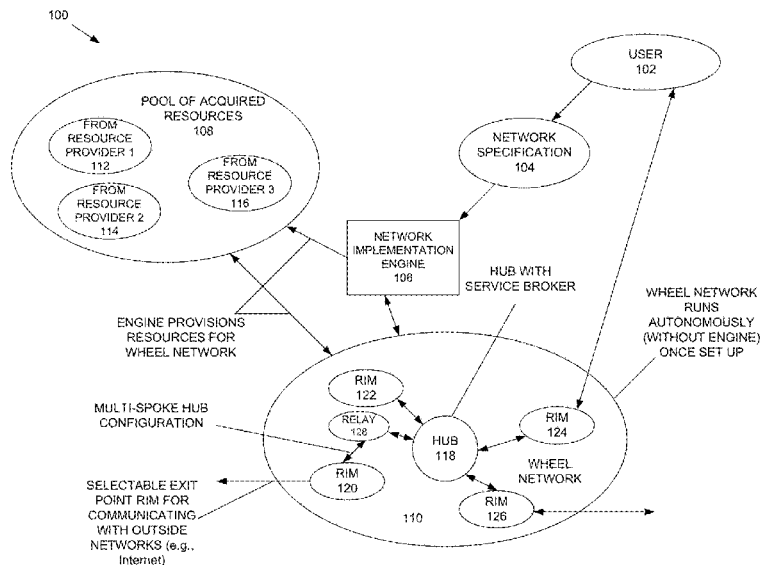 100
USER
102
POOL OF ACQUIRED
RESOURCES
108
FROM
RESOURCE
PROVIDER 1
112
FROM
RESOURCE
PROVIDER 2
114
FROM
RESOURCE
PROVIDER 3
116
NETWORK
SPECIFICATION
104
NETWORK
IMPLEMENTATION
ENGINE
106
HUB WITH
SERVICE BROKER
ENGINE PROVISIONS
RESOURCES FOR
WHEEL NETWORK
WHEEL NETWORK
RUNS
AUTONOMOUSLY
(WITHOUT ENGINE)
ONCE SET UP
MULTI-SPOKE HUB
CONFIGURATION
RIM
122
RELAY
128
HUB
118
RIM
124
RIM
120
WHEEL
NETWORK
RIM
126
110
SELECTABLE EXIT
POINT RIM FOR
COMMUNICATING
WITH OUTSIDE
NETWORKS (e.g.,
Internet)